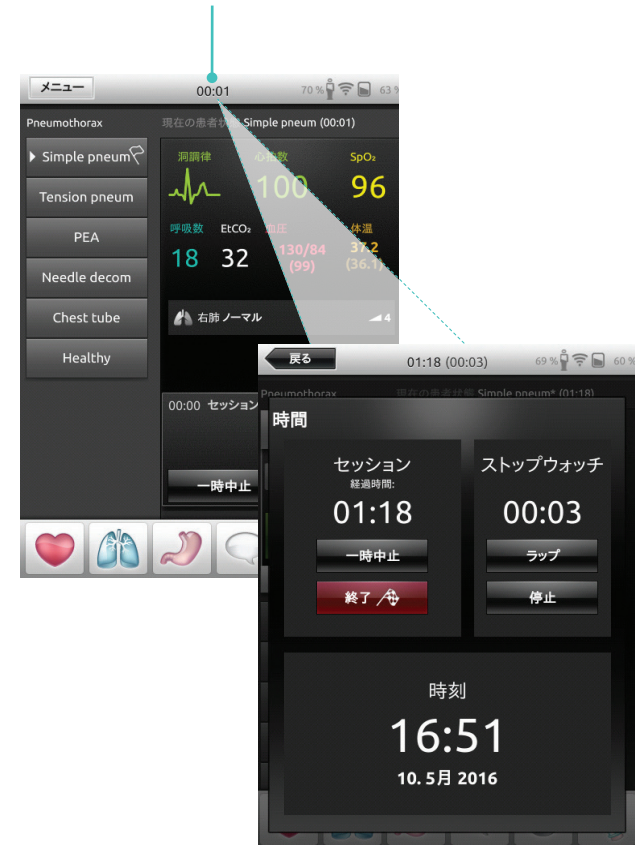 メニュー
00:01
70 %
63 %
Pneumothorax
現在の患者状態 Simple pneum (00:01)
Simple pneum
Tension pneum
PEA
Needle decom
Chest tube
Healthy
洞調律
心拍数
SpO₂
100
96
呼吸数
EtCO₂
血圧
体温
18
32
130/84
(99)
37.2
(36.1)
右肺 ノーマル
4
00:00 セッション
一時中止
戻る
01:18 (00:03)
69 %
60 %
Pneumothorax
現在の患者状態 Simple pneum* (01:18)
時間
セッション
経過時間:
01:18
一時中止
終了
ストップウォッチ
00:03
ラップ
停止
時刻
16:51
10. 5月 2016